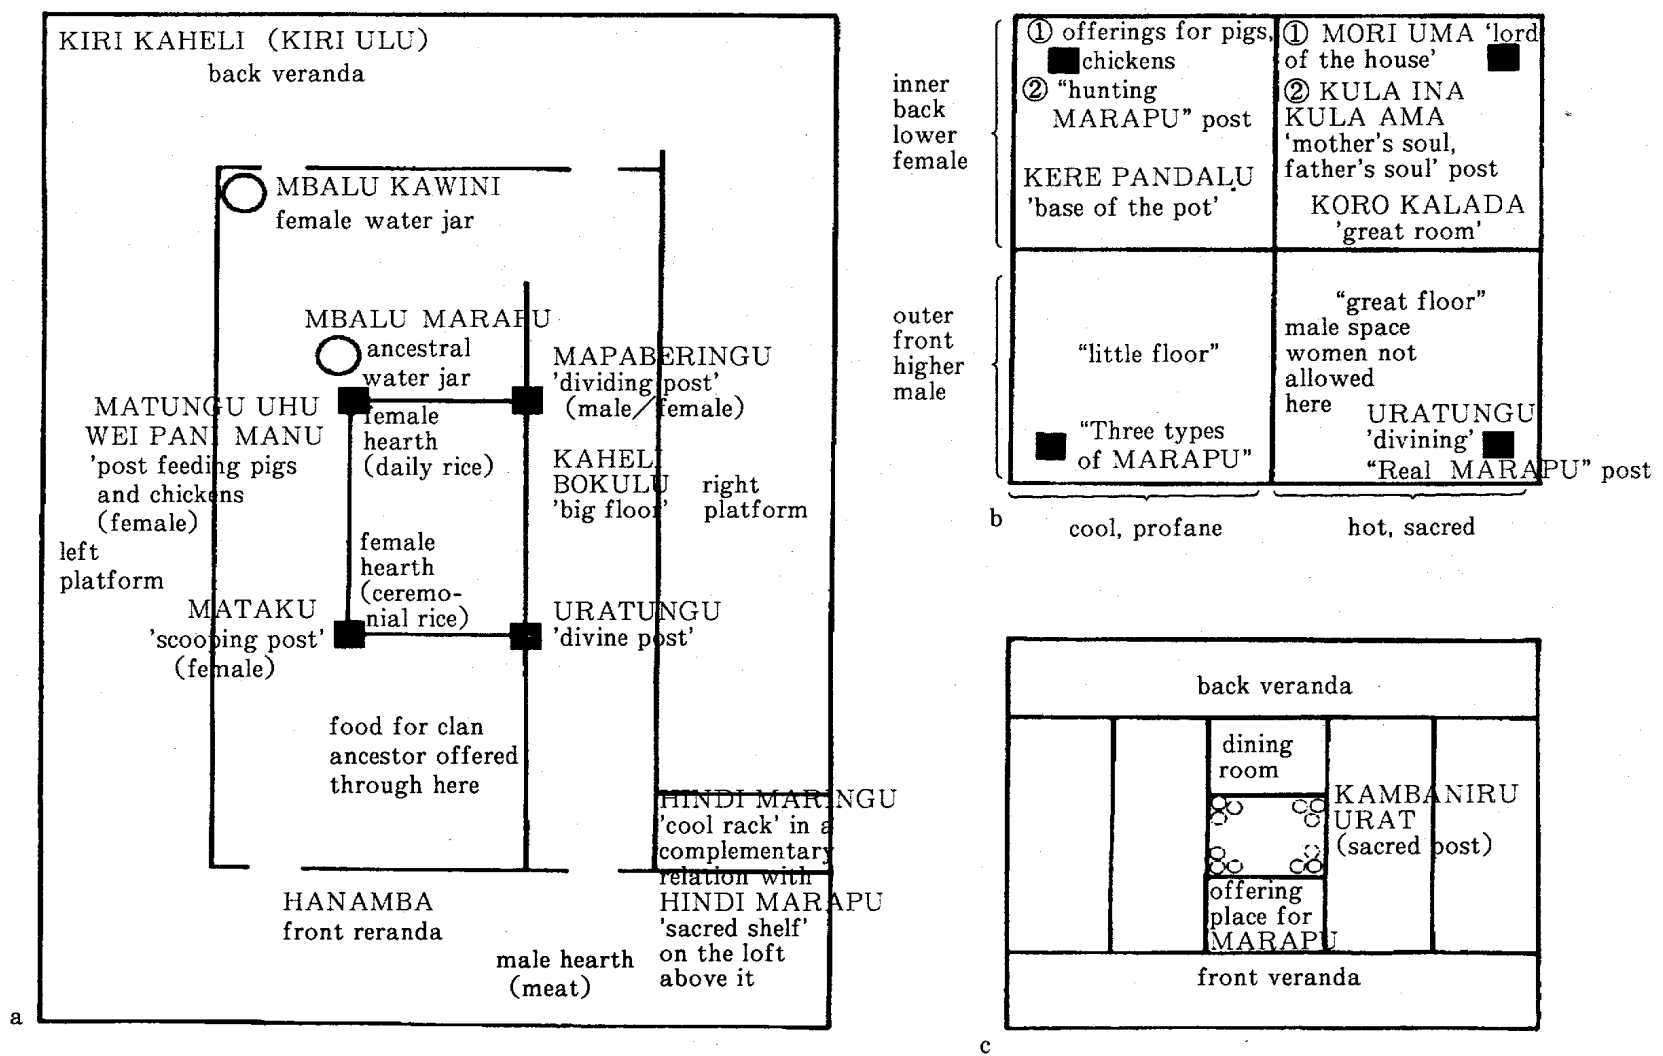 KIRI KAHELI (KIRI ULU)
back veranda
MBALU KAWINI
female water jar
MBALU MARAPU
ancestral
water jar
MAPABERINGU
'dividing post'
(male/female)
MATUNGU UHU
WEI PANI MANU
'post feeding pigs
and chickens
(female)
female
hearth
(daily rice)
KAHELI
BOKULU
'big floor'
right
platform
left
platform
female
hearth
(ceremo-
nial rice)
MATAKU
'scooping post'
(female)
URATUNGU
'divine post'
food for clan
ancestor offered
through here
HINDI MARINGU
'cool rack' in a
complementary
relation with
HINDI MARAPU
'sacred shelf'
on the loft
above it
HANAMBA
front reranda
male hearth
(meat)
a
inner
back
lower
female
① offerings for pigs,
chickens
② “hunting
MARAPU” post
KERE PANDALU
'base of the pot'
① MORI UMA 'lord
of the house'
② KULA INA
KULA AMA
'mother's soul,
father's soul' post
KORO KALADA
'great room'
outer
front
higher
male
“little floor”
“Three types
of MARAPU”
“great floor”
male space
women not
allowed
here
URATUNGU
'divining'
“Real MARAPU” post
b
cool, profane
hot, sacred
back veranda
dining
room
KAMBANIRU
URAT
(sacred post)
offering
place for
MARAPU
front veranda
c